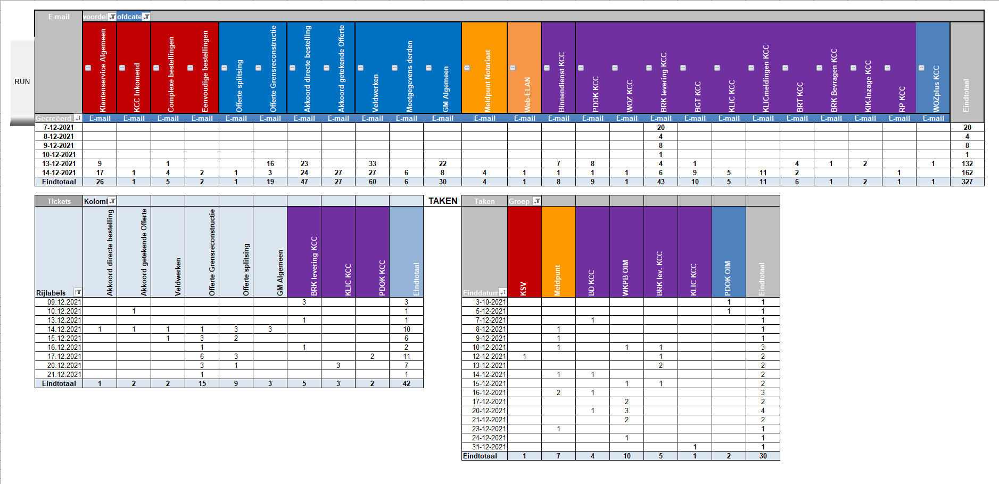 E-mail voordel ofdcate
Klantenservice Algemeen
KCC Inkomend
Complexe bestellingen
Eenvoudige bestellingen
Offerte splitsing
Offerte Grensreconstructie
Akkoord directe bestelling
Akkoord getekende Offerte
Veldwerken
Meetgegevens derden
GM Algemeen
Meldpunt Notariaat
Web-ELAN
Binnendienst KCC
PDOK KCC
WOZ KCC
BRK levering KCC
BGT KCC
KLIC KCC
KLICmeldingen KCC
BRT KCC
BRK Bevragen KCC
KIK-Inzage KCC
RP KCC
WOZplus KCC
Eindtotaal
RUN
Gecreëerd E-mail E-mail E-mail E-mail E-mail E-mail E-mail E-mail E-mail E-mail E-mail E-mail E-mail E-mail E-mail E-mail E-mail E-mail E-mail E-mail E-mail E-mail E-mail E-mail E-mail
7-12-2021 20 20
8-12-2021 4 4
9-12-2021 8 8
10-12-2021 1 1
13-12-2021 9 1 16 23 33 22 7 8 4 1 4 1 2 1 132
14-12-2021 17 1 4 2 1 3 24 27 27 6 8 4 1 1 1 1 6 9 5 11 2 1 162
Eindtotaal 26 1 5 2 1 19 47 27 60 6 30 4 1 8 9 1 43 10 5 11 6 1 2 1 1 327
Tickets Koloml
Akkoord directe bestelling
Akkoord getekende Offerte
Veldwerken
Offerte Grensreconstructie
Offerte splitsing
GM Algemeen
BRK levering KCC
KLIC KCC
PDOK KCC
Eindtotaal
Rijlabels
09.12.2021 3 3
10.12.2021 1 1
13.12.2021 1 1
14.12.2021 1 1 1 1 3 3 10
15.12.2021 1 3 2 6
16.12.2021 1 1 2
17.12.2021 6 3 2 11
20.12.2021 3 1 3 7
21.12.2021 1 1
Eindtotaal 1 2 2 15 9 3 5 3 2 42
TAKEN
Taken Groep
KSV
Meldpunt
BD KCC
WKPB OIM
BRK lev. KCC
KLIC KCC
PDOK OIM
Eindtotaal
Einddatum
3-10-2021 1 1
5-12-2021 1 1
7-12-2021 1 1
8-12-2021 1 1
9-12-2021 1 1
10-12-2021 1 1 1 3
12-12-2021 1 1 2
13-12-2021 2 2
14-12-2021 1 1 2
15-12-2021 1 1 2
16-12-2021 2 1 3
17-12-2021 2 2
20-12-2021 1 3 4
21-12-2021 2 2
23-12-2021 1 1
24-12-2021 1 1
31-12-2021 1 1
Eindtotaal 1 7 4 10 5 1 2 30